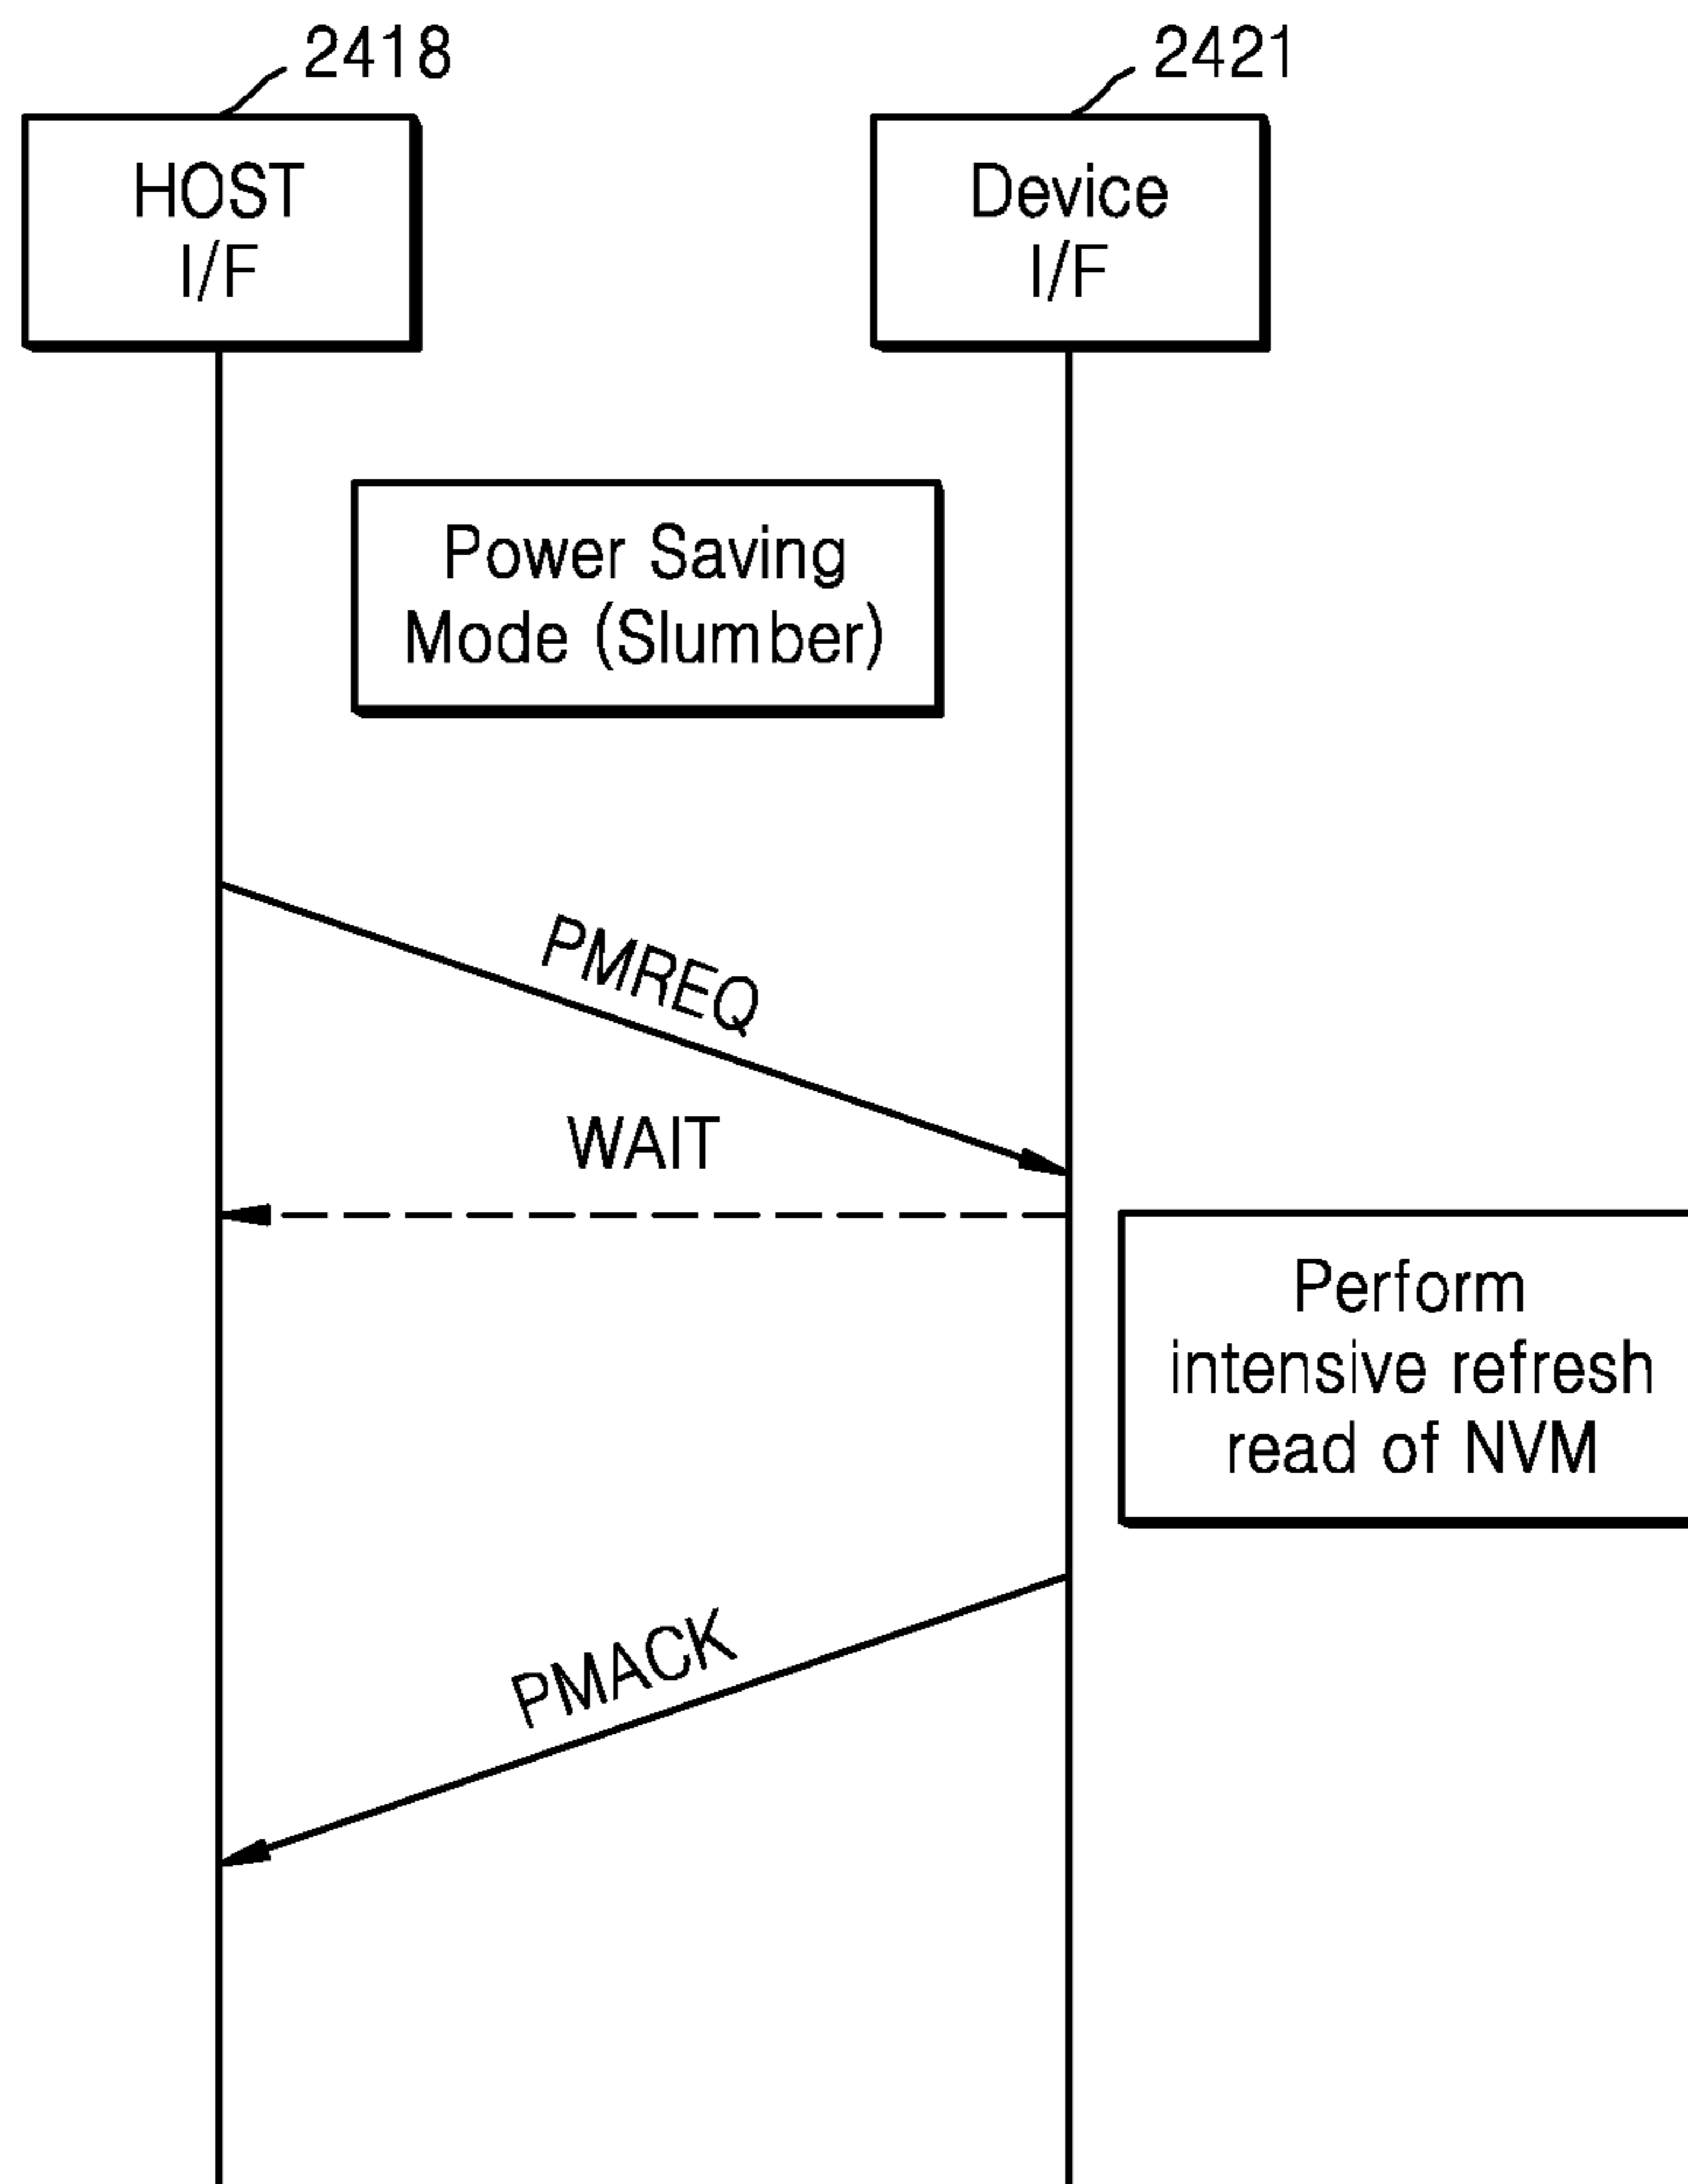 2418
2421
HOST
I/F
Device
I/F
Power Saving
Mode (Slumber)
PMREQ
WAIT
Perform
intensive refresh
read of NVM
PMACK